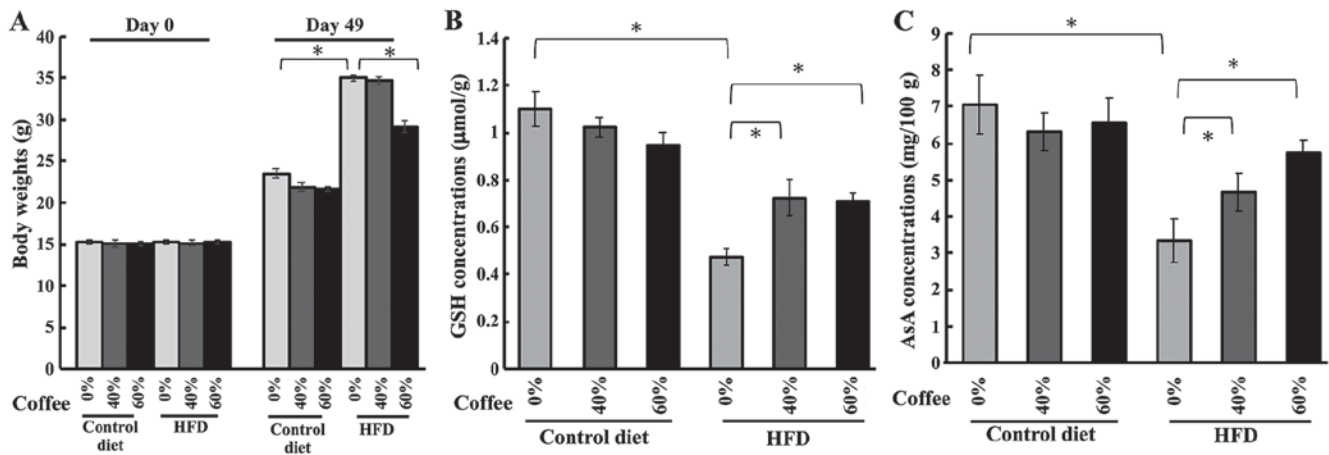 A
Day 0
Day 49
Body weights (g)
40
35
30
25
20
15
10
5
0
*
*
Coffee
0%
40%
60%
0%
40%
60%
0%
40%
60%
0%
40%
60%
Control
diet
HFD
Control
diet
HFD
B
GSH concentrations (μmol/g)
1.4
1.2
1
0.8
0.6
0.4
0.2
0
*
*
*
Coffee
0%
40%
60%
0%
40%
60%
Control diet
HFD
C
AsA concentrations (mg/100 g)
9
8
7
6
5
4
3
2
1
0
*
*
*
Coffee
0%
40%
60%
0%
40%
60%
Control diet
HFD